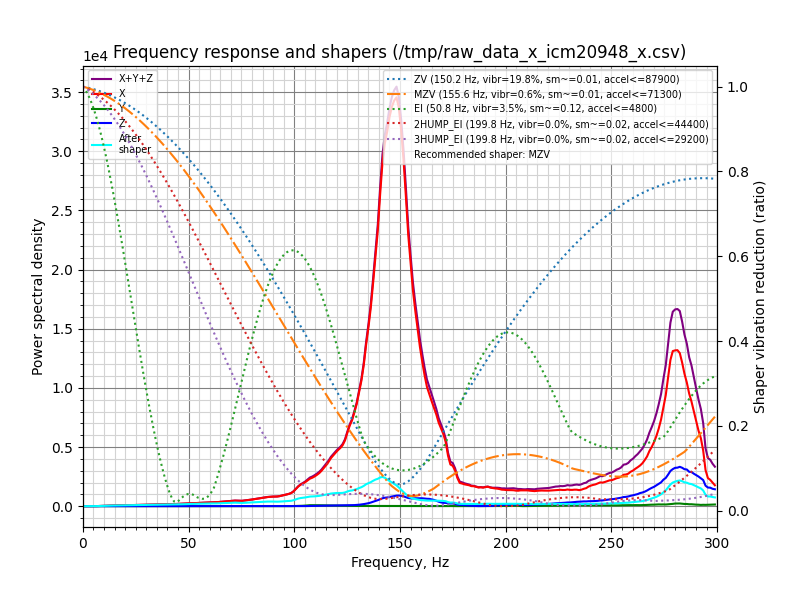 Frequency response and shapers (/tmp/raw_data_x_icm20948_x.csv)
1e4
X+Y+Z
X
Y
Z
After
shaper
ZV (150.2 Hz, vibr=19.8%, sm~=0.01, accel<=87900)
MZV (155.6 Hz, vibr=0.6%, sm~=0.01, accel<=71300)
EI (50.8 Hz, vibr=3.5%, sm~=0.12, accel<=4800)
2HUMP_EI (199.8 Hz, vibr=0.0%, sm~=0.02, accel<=44400)
3HUMP_EI (199.8 Hz, vibr=0.0%, sm~=0.02, accel<=29200)
Recommended shaper: MZV
Power spectral density
3.5
3.0
2.5
2.0
1.5
1.0
0.5
0.0
1.0
0.8
0.6
0.4
0.2
0.0
Shaper vibration reduction (ratio)
0 50 100 150 200 250 300
Frequency, Hz